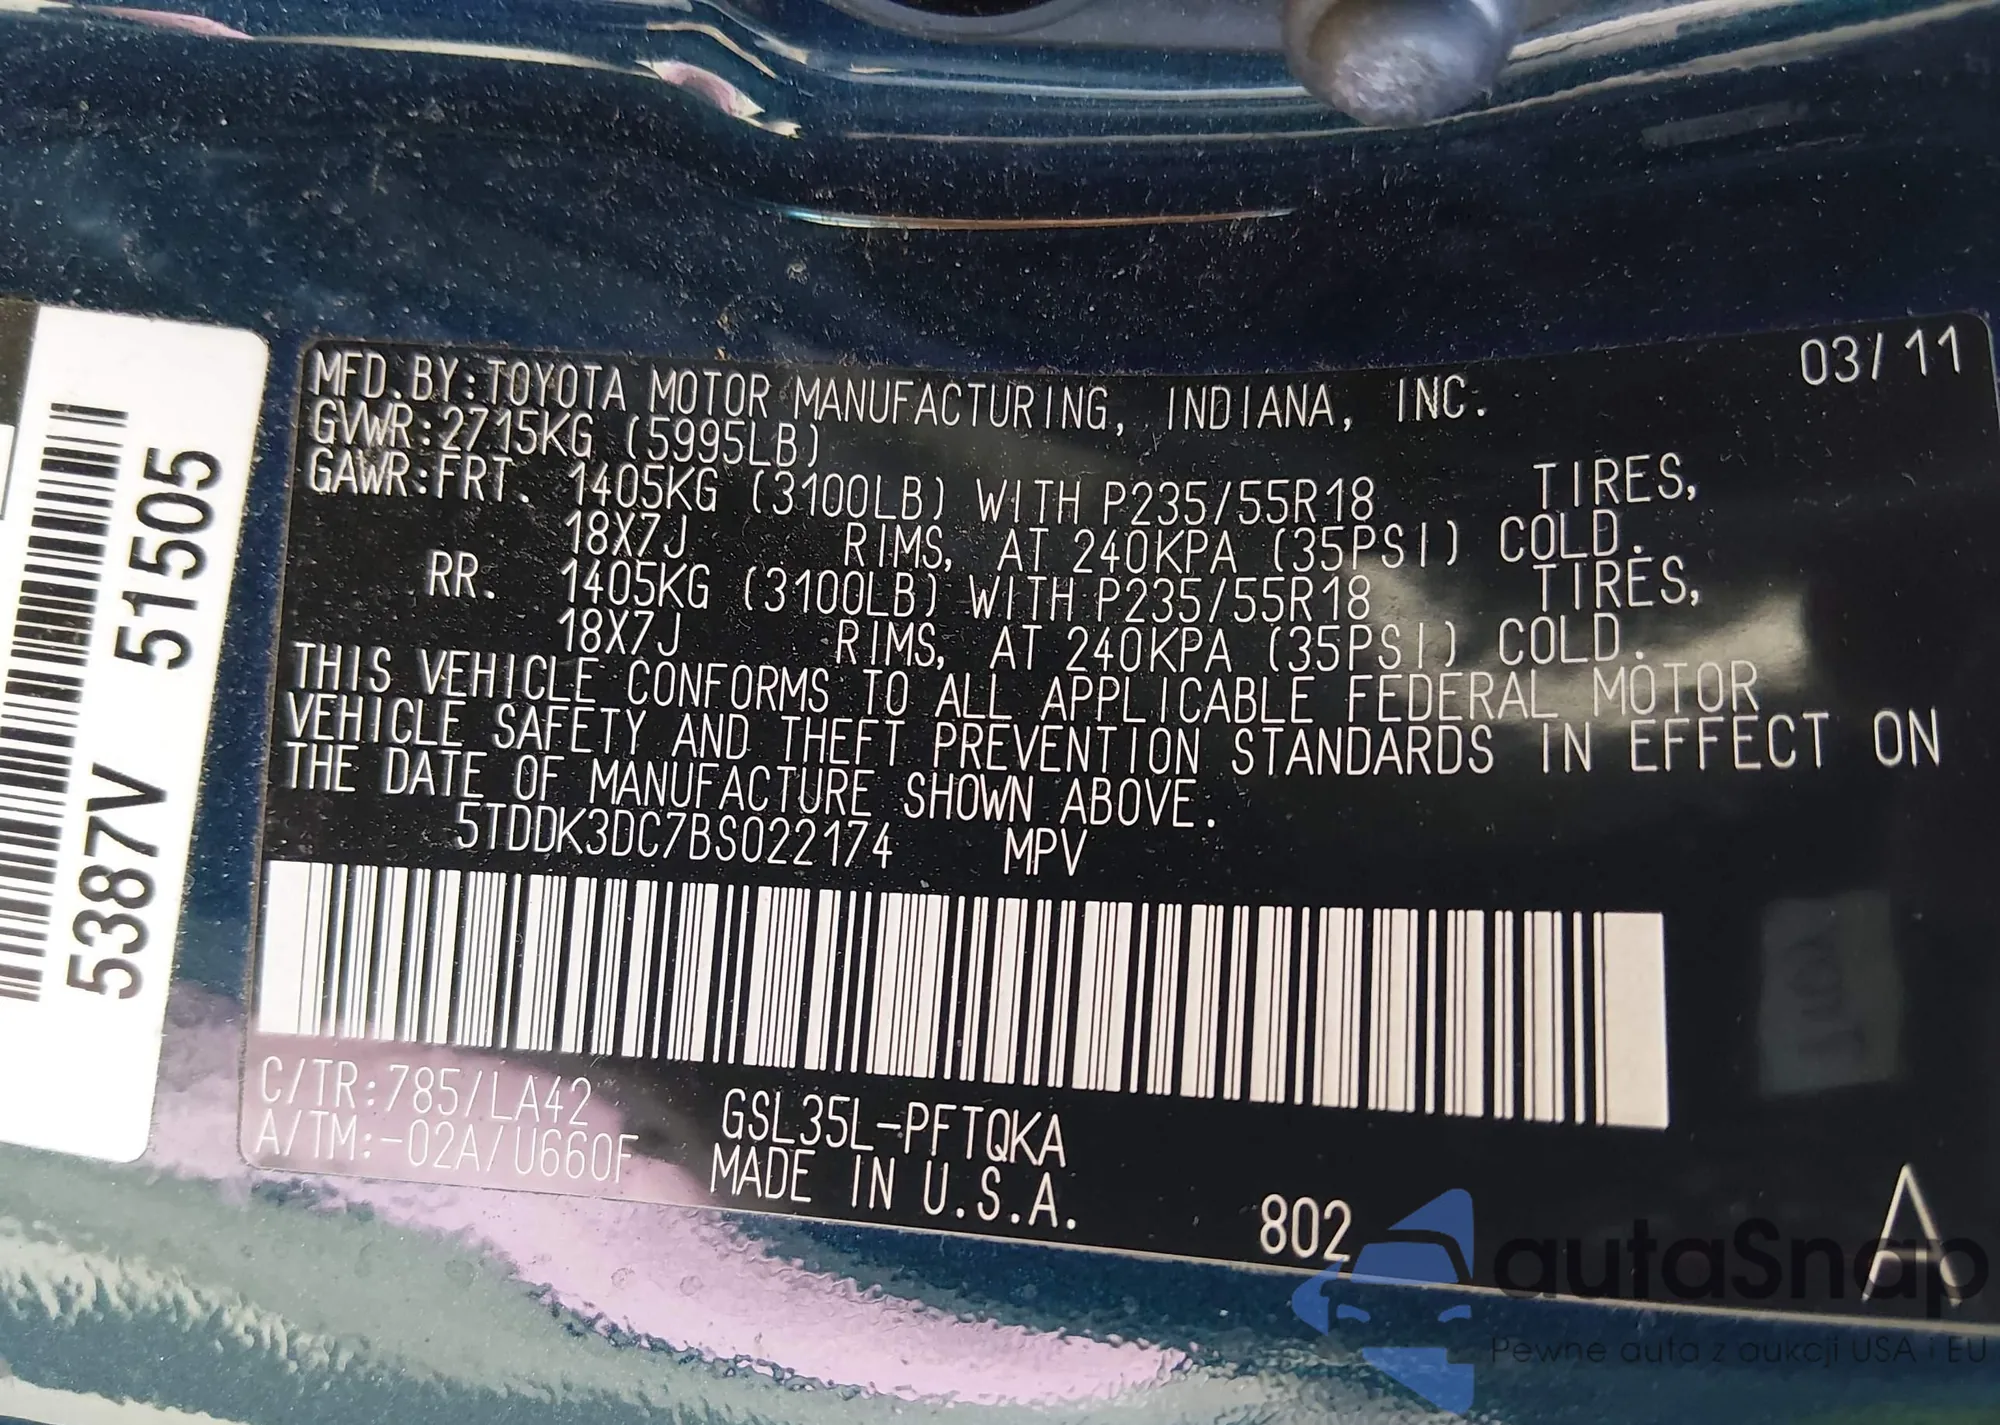 03/11
MFD.BY:TOYOTA MOTOR MANUFACTURING, INDIANA, INC.
GVWR:2715KG (5995LB)
GAWR:FRT. 1405KG (3100LB) WITH P235/55R18 TIRES,
18X7J RIMS, AT 240KPA (35PSI) COLD.
RR. 1405KG (3100LB) WITH P235/55R18 TIRES,
18X7J RIMS, AT 240KPA (35PSI) COLD.
THIS VEHICLE CONFORMS TO ALL APPLICABLE FEDERAL MOTOR
VEHICLE SAFETY AND THEFT PREVENTION STANDARDS IN EFFECT ON
THE DATE OF MANUFACTURE SHOWN ABOVE.
5TDDK3DC7BS022174 MPV
C/TR:785/LA42 GSL35L-PFTQKA
A/TM:-02A/U660F MADE IN U.S.A.
802 A
5387V 51505
autaSnap
Pewne auta z aukcji USA i EU